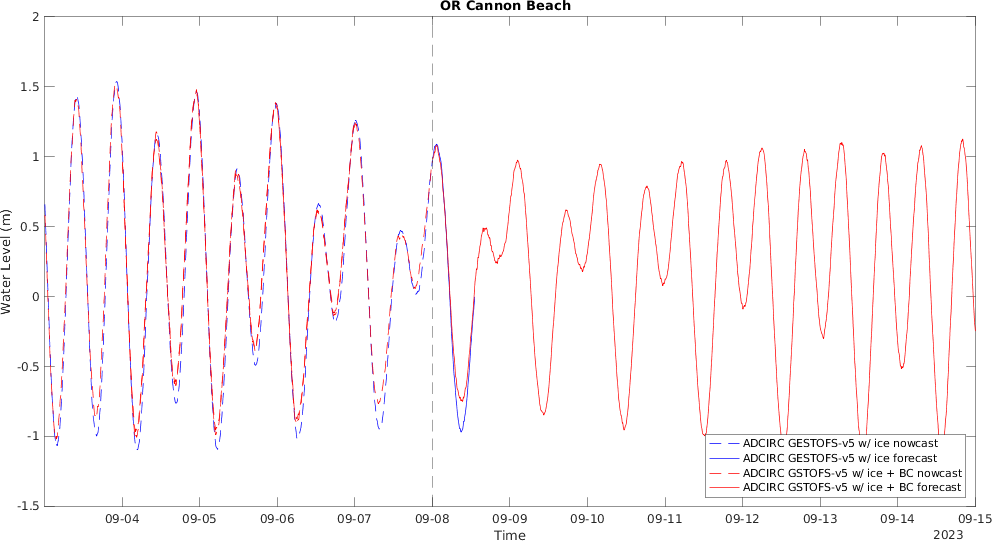 OR Cannon Beach
2
1.5
1
0.5
0
-0.5
-1
-1.5
Water Level (m)
ADCIRC GESTOFS-v5 w/ ice nowcast
ADCIRC GESTOFS-v5 w/ ice forecast
ADCIRC GSTOFS-v5 w/ ice + BC nowcast
ADCIRC GSTOFS-v5 w/ ice + BC forecast
09-04 09-05 09-06 09-07 09-08 09-09 09-10 09-11 09-12 09-13 09-14 09-15
Time
2023